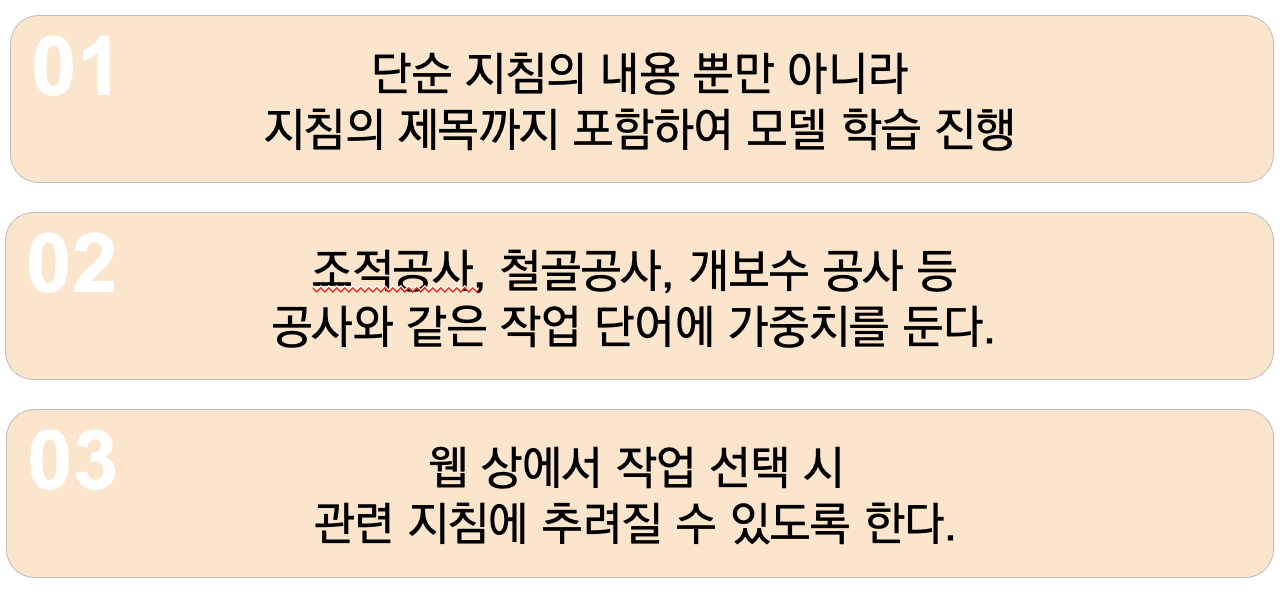 01
단순 지침의 내용 뿐만 아니라
지침의 제목까지 포함하여 모델 학습 진행
02
조적공사, 철골공사, 개보수 공사 등
공사와 같은 작업 단어에 가중치를 둔다.
03
웹 상에서 작업 선택 시
관련 지침에 추려질 수 있도록 한다.